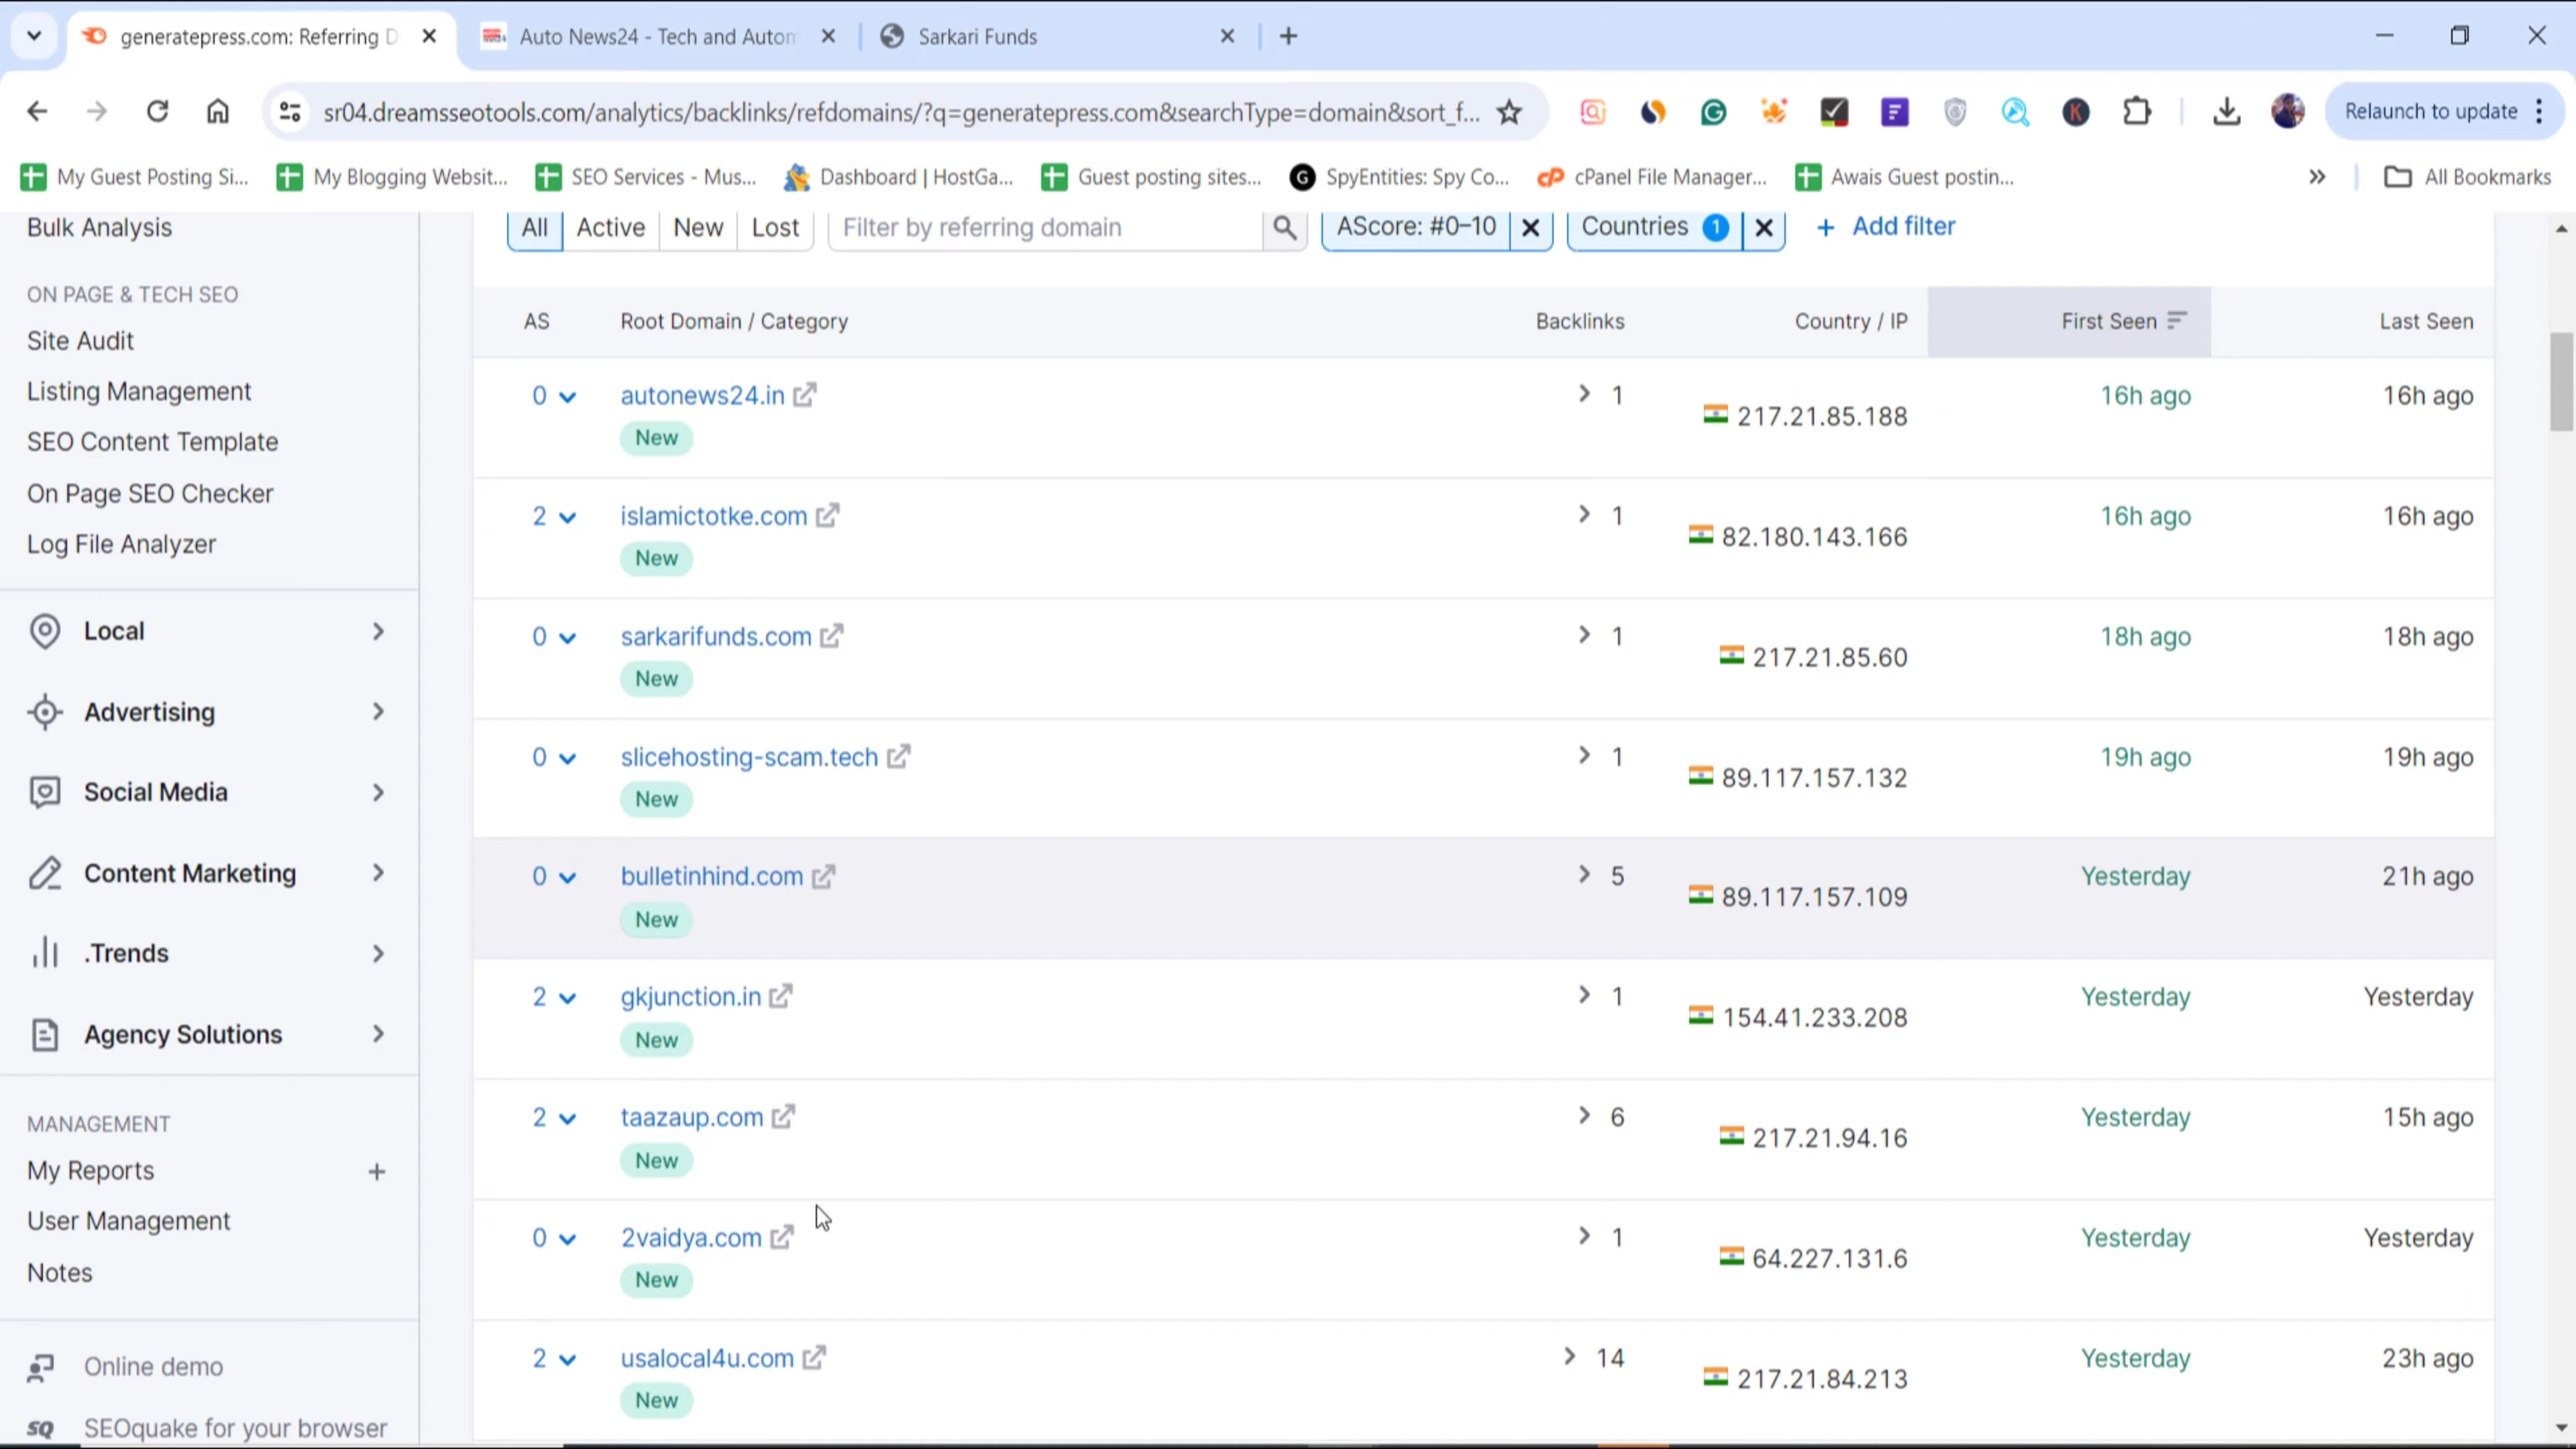 generatepress.com: Referring D
Auto News24 - Tech and Autom
Sarkari Funds
sr04.dreamsseotools.com/analytics/backlinks/refdomains/?q=generatepress.com&searchType=domain&sort_f...
Relaunch to update
My Guest Posting Si...
My Blogging Websit...
SEO Services - Mus...
Dashboard | HostGa...
Guest posting sites...
SpyEntities: Spy Co...
cPanel File Manager...
Awais Guest postin...
All Bookmarks
Bulk Analysis
ON PAGE & TECH SEO
Site Audit
Listing Management
SEO Content Template
On Page SEO Checker
Log File Analyzer
Local
Advertising
Social Media
Content Marketing
.Trends
Agency Solutions
MANAGEMENT
My Reports +
User Management
Notes
Online demo
SQ SEOquake for your browser
All Active New Lost Filter by referring domain AScore: #0–10 Countries 1 + Add filter
AS Root Domain / Category Backlinks Country / IP First Seen Last Seen
0 autonews24.in 1 217.21.85.188 16h ago 16h ago
New
2 islamictotke.com 1 82.180.143.166 16h ago 16h ago
New
0 sarkarifunds.com 1 217.21.85.60 18h ago 18h ago
New
0 slicehosting-scam.tech 1 89.117.157.132 19h ago 19h ago
New
0 bulletinhind.com 5 89.117.157.109 Yesterday 21h ago
New
2 gkjunction.in 1 154.41.233.208 Yesterday Yesterday
New
2 taazaup.com 6 217.21.94.16 Yesterday 15h ago
New
0 2vaidya.com 1 64.227.131.6 Yesterday Yesterday
New
2 usalocal4u.com 14 217.21.84.213 Yesterday 23h ago
New